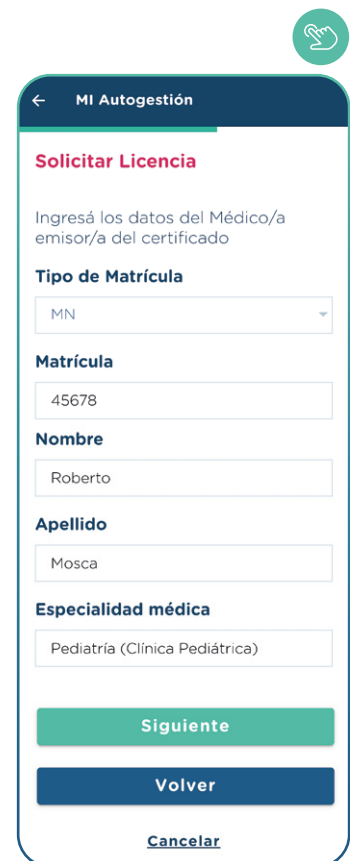 MI Autogestión
Solicitar Licencia
Ingresá los datos del Médico/a
emisor/a del certificado
Tipo de Matrícula
MN
Matrícula
45678
Nombre
Roberto
Apellido
Mosca
Especialidad médica
Pediatría (Clínica Pediátrica)
Siguiente
Volver
Cancelar